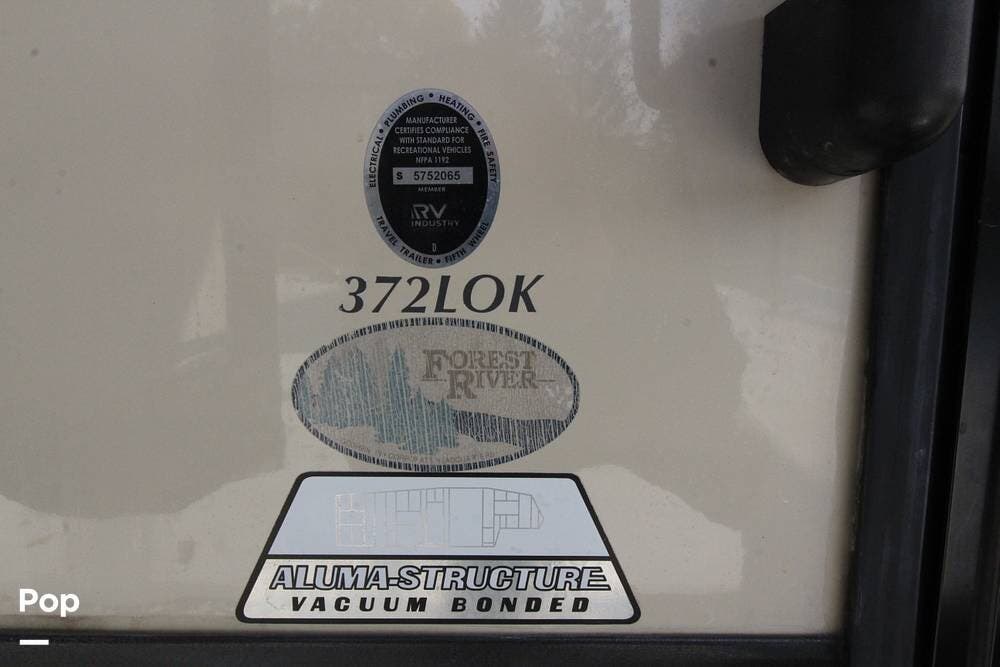 ELECTRICAL • PLUMBING • HEATING • FIRE SAFETY
MANUFACTURER
CERTIFIES COMPLIANCE
WITH STANDARD FOR
RECREATIONAL VEHICLES
NFPA 1192
S 5752065
MEMBER
RV
INDUSTRY
D
TRAVEL TRAILER • FIFTH WHEEL
372LOK
FOREST
RIVER
ALUMA-STRUCTURE
VACUUM BONDED
Pop